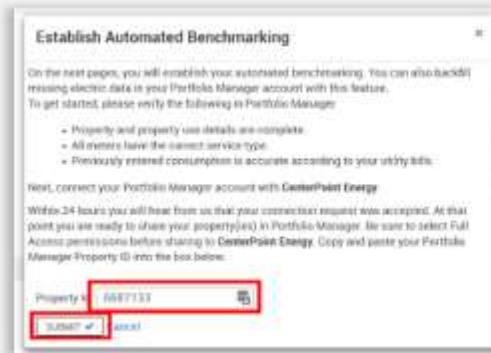 Establish Automated Benchmarking
×
On the next pages, you will establish your automated benchmarking. You can also backfill
missing electric data in your Portfolio Manager account with this feature.
To get started, please verify the following in Portfolio Manager
• Property and property use details are complete.
• All meters have the correct service type.
• Previously entered consumption is accurate according to your utility bills.
Next, connect your Portfolio Manager account with CenterPoint Energy.
Within 24 hours you will hear from us that your connection request was accepted. At that
point you are ready to share your property(ies) in Portfolio Manager. Be sure to select Full
Access permissions before sharing to CenterPoint Energy. Copy and paste your Portfolio
Manager Property ID into the box below.
Property
SUBMIT ✔ Cancel